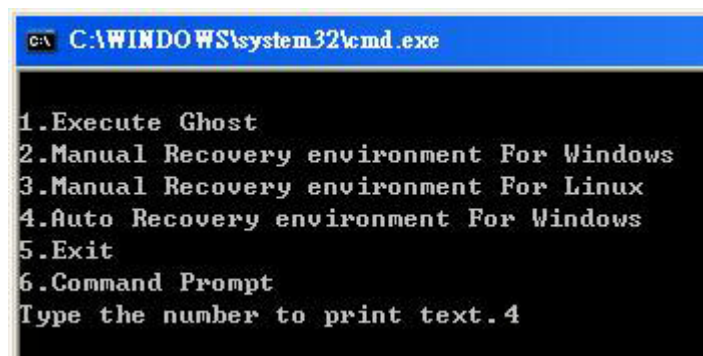 C:\WINDOWS\system32\cmd.exe
1.Execute Ghost
2.Manual Recovery environment For Windows
3.Manual Recovery environment For Linux
4.Auto Recovery environment For Windows
5.Exit
6.Command Prompt
Type the number to print text.4